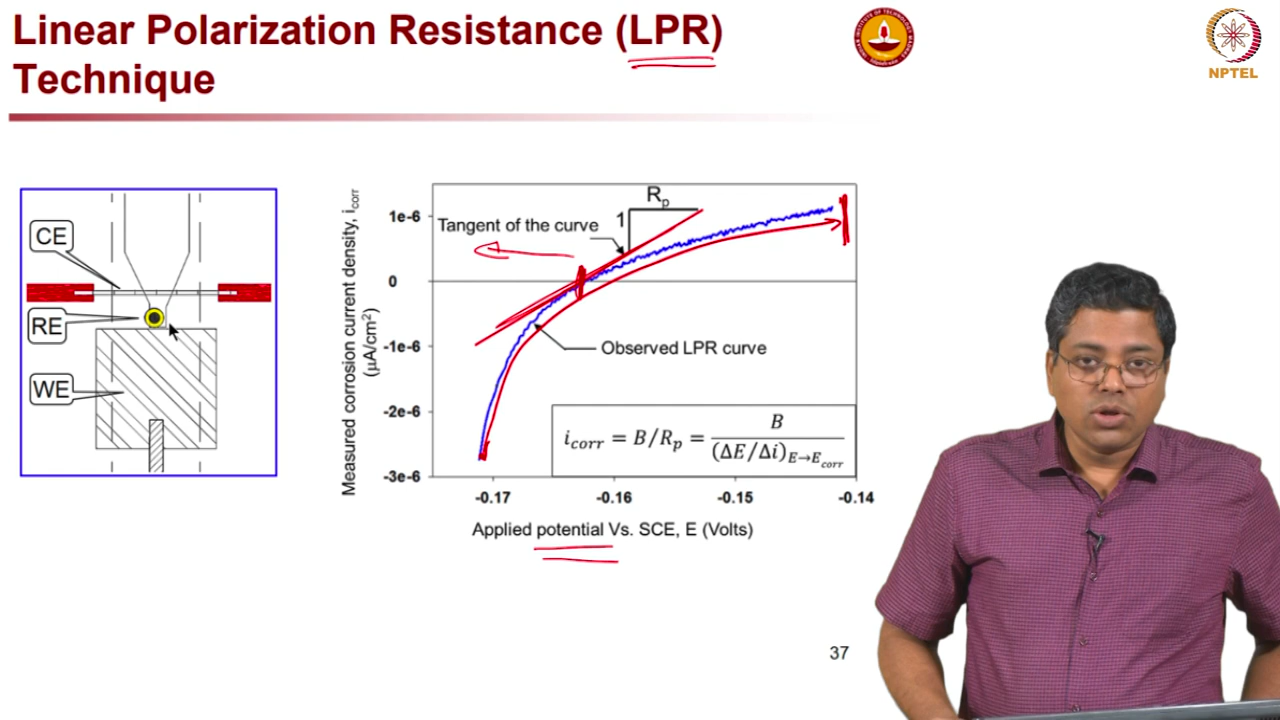 Linear Polarization Resistance (LPR)
Technique
NPTEL
CE
RE
WE
Measured corrosion current density, i_corr
(μA/cm²)
1e-6
0
-1e-6
-2e-6
-3e-6
R_p
1
Tangent of the curve
Observed LPR curve
i_corr = B/R_p = B / (ΔE/Δi)_E→E_corr
-0.17
-0.16
-0.15
-0.14
Applied potential Vs. SCE, E (Volts)
37